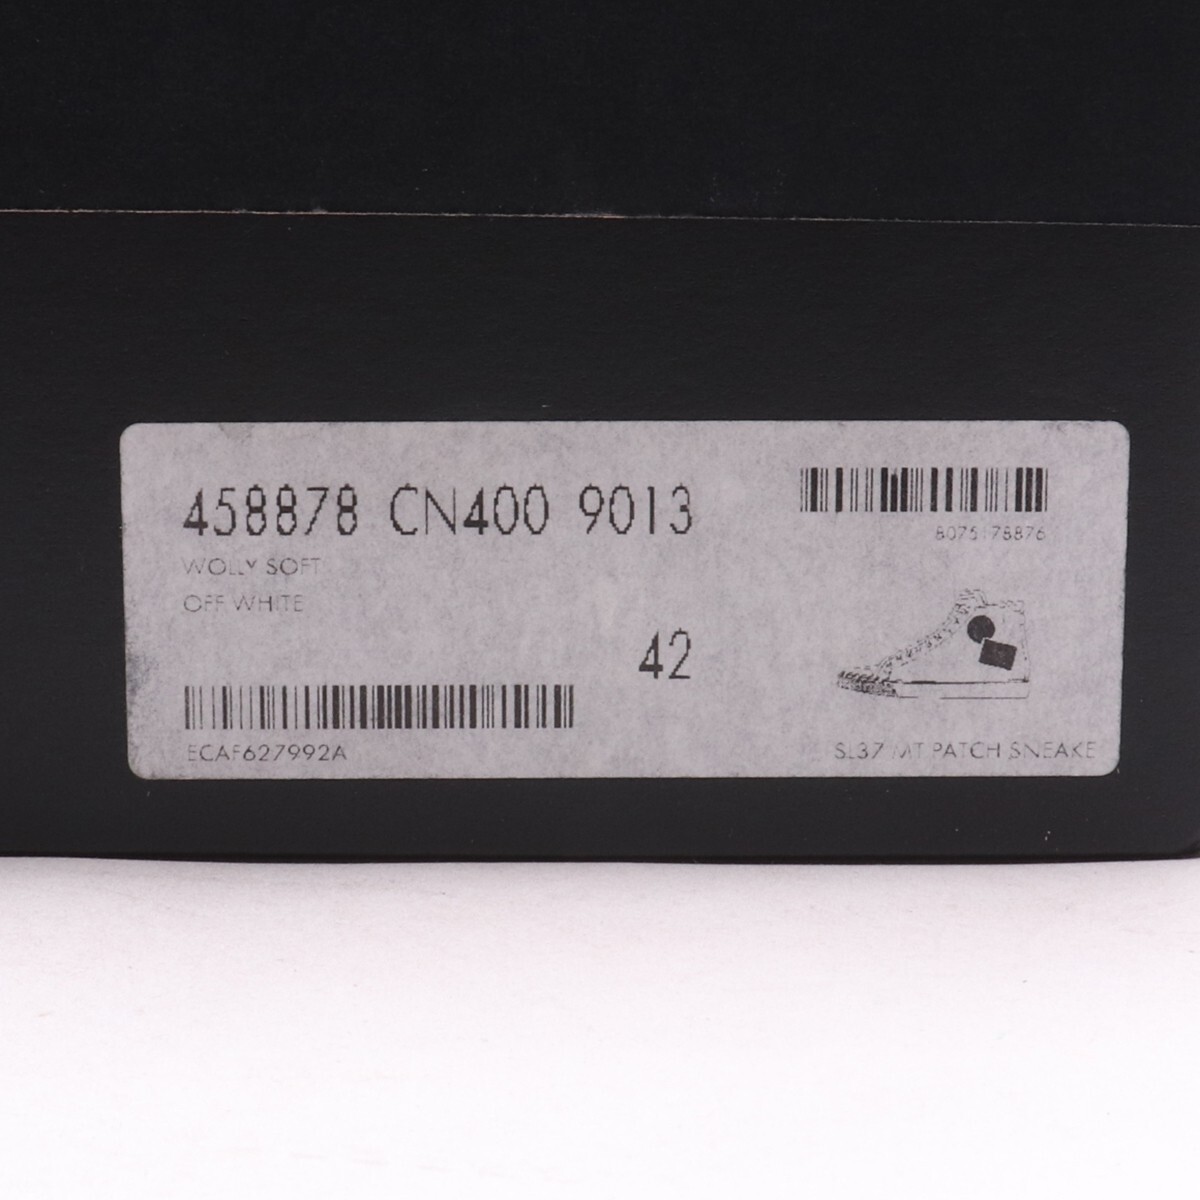 458878 CN400 9013
8075178876
WOLLY SOFT
OFF WHITE
42
ECAF627992A
SL37 MT PATCH SNEAKE